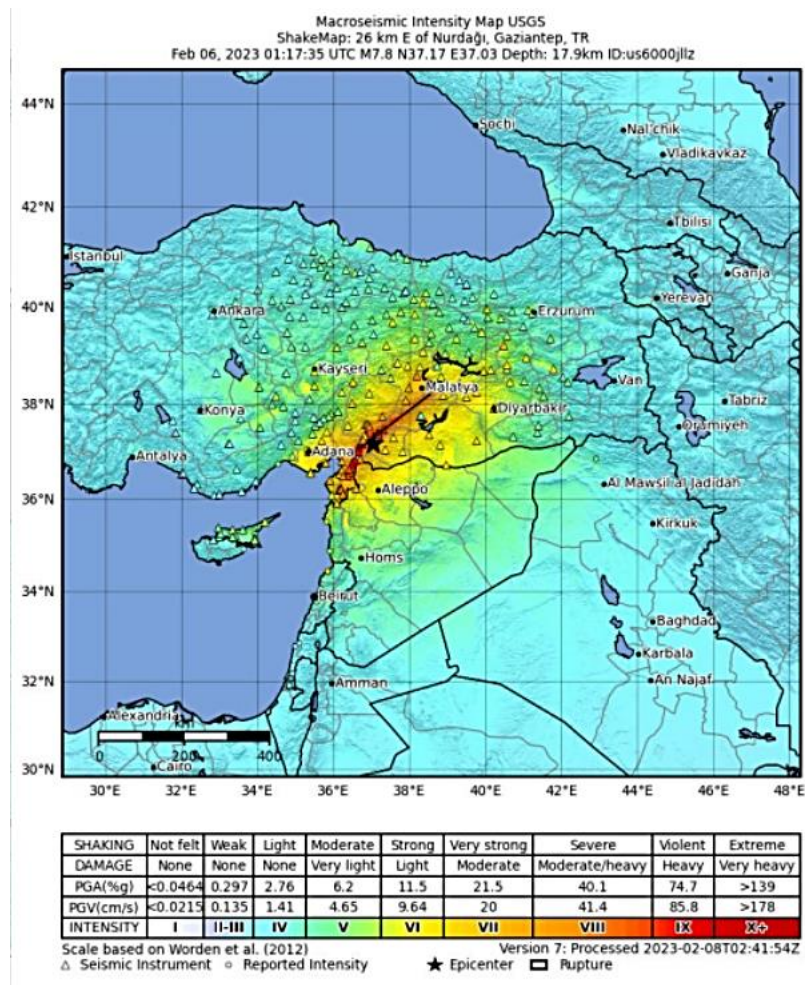 Macroseismic Intensity Map USGS
ShakeMap: 26 km E of Nurdağı, Gaziantep, TR
Feb 06, 2023 01:17:35 UTC M7.8 N37.17 E37.03 Depth: 17.9km ID:us6000jllz
44°N
Sochi
Nal'chik
Vladikavkaz
42°N
Tbilisi
Istanbul
Ganja
Yerevan
40°N
Ankara
Erzurum
Kayseri
Malatya
Van
38°N
Konya
Diyarbakir
Tabriz
Orumiyeh
Antalya
Adana
36°N
Aleppo
Al Mawsil al Jadidah
Kirkuk
Homs
34°N
Beirut
Baghdad
Karbala
32°N
Amman
An Najaf
Alexandria
km
0 200 400
30°N
Cairo
30°E 32°E 34°E 36°E 38°E 40°E 42°E 44°E 46°E 48°E
SHAKING Not felt Weak Light Moderate Strong Very strong Severe Violent Extreme
DAMAGE None None None Very light Light Moderate Moderate/heavy Heavy Very heavy
PGA(%g) <0.0464 0.297 2.76 6.2 11.5 21.5 40.1 74.7 >139
PGV(cm/s) <0.0215 0.135 1.41 4.65 9.64 20 41.4 85.8 >178
INTENSITY I II-III IV V VI VII VIII IX X+
Scale based on Worden et al. (2012) Version 7: Processed 2023-02-08T02:41:54Z
△ Seismic Instrument ○ Reported Intensity ★ Epicenter ▭ Rupture